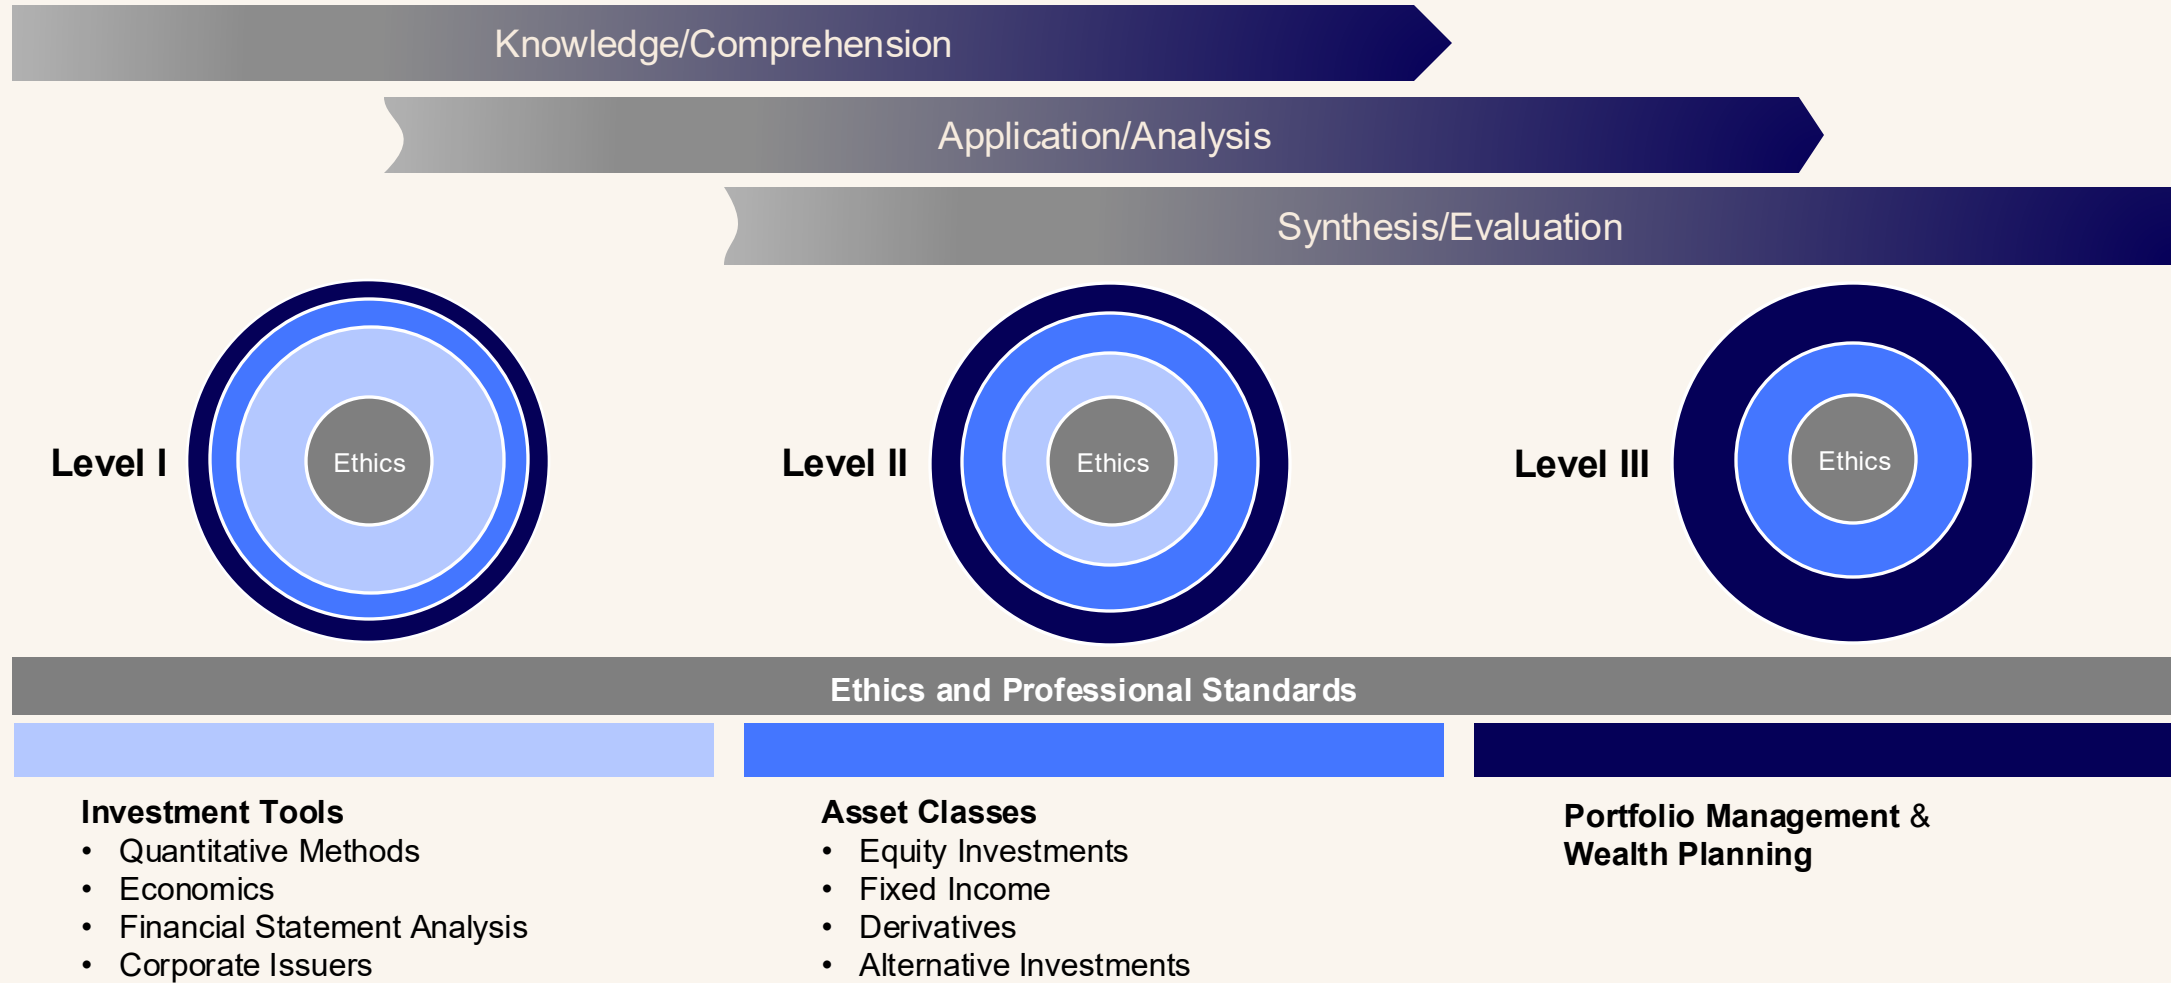 Knowledge/Comprehension
Application/Analysis
Synthesis/Evaluation
Level I
Ethics
Level II
Ethics
Level III
Ethics
Ethics and Professional Standards
Investment Tools
• Quantitative Methods
• Economics
• Financial Statement Analysis
• Corporate Issuers
Asset Classes
• Equity Investments
• Fixed Income
• Derivatives
• Alternative Investments
Portfolio Management &
Wealth Planning